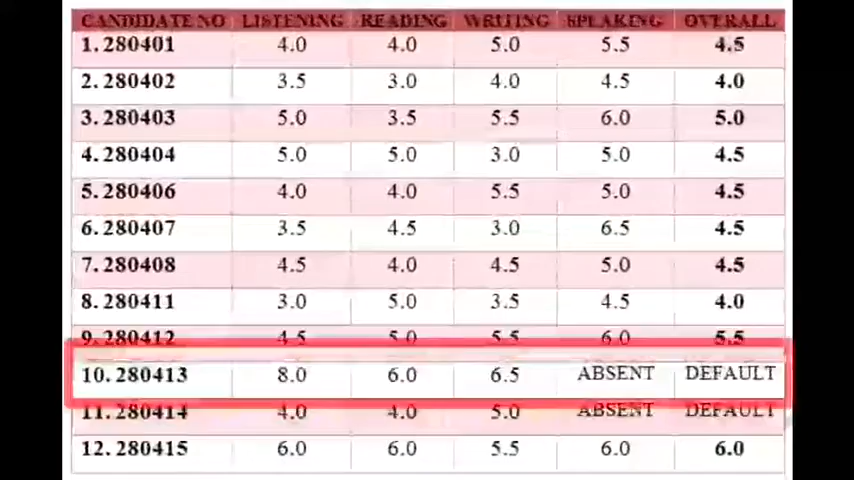 CANDIDATE NO LISTENING READING WRITING SPEAKING OVERALL
1. 280401 4.0 4.0 5.0 5.5 4.5
2. 280402 3.5 3.0 4.0 4.5 4.0
3. 280403 5.0 3.5 5.5 6.0 5.0
4. 280404 5.0 5.0 3.0 5.0 4.5
5. 280406 4.0 4.0 5.5 5.0 4.5
6. 280407 3.5 4.5 3.0 6.5 4.5
7. 280408 4.5 4.0 4.5 5.0 4.5
8. 280411 3.0 5.0 3.5 4.5 4.0
9. 280412 4.5 5.0 5.5 6.0 5.5
10. 280413 8.0 6.0 6.5 ABSENT DEFAULT
11. 280414 4.0 4.0 5.0 ABSENT DEFAULT
12. 280415 6.0 6.0 5.5 6.0 6.0